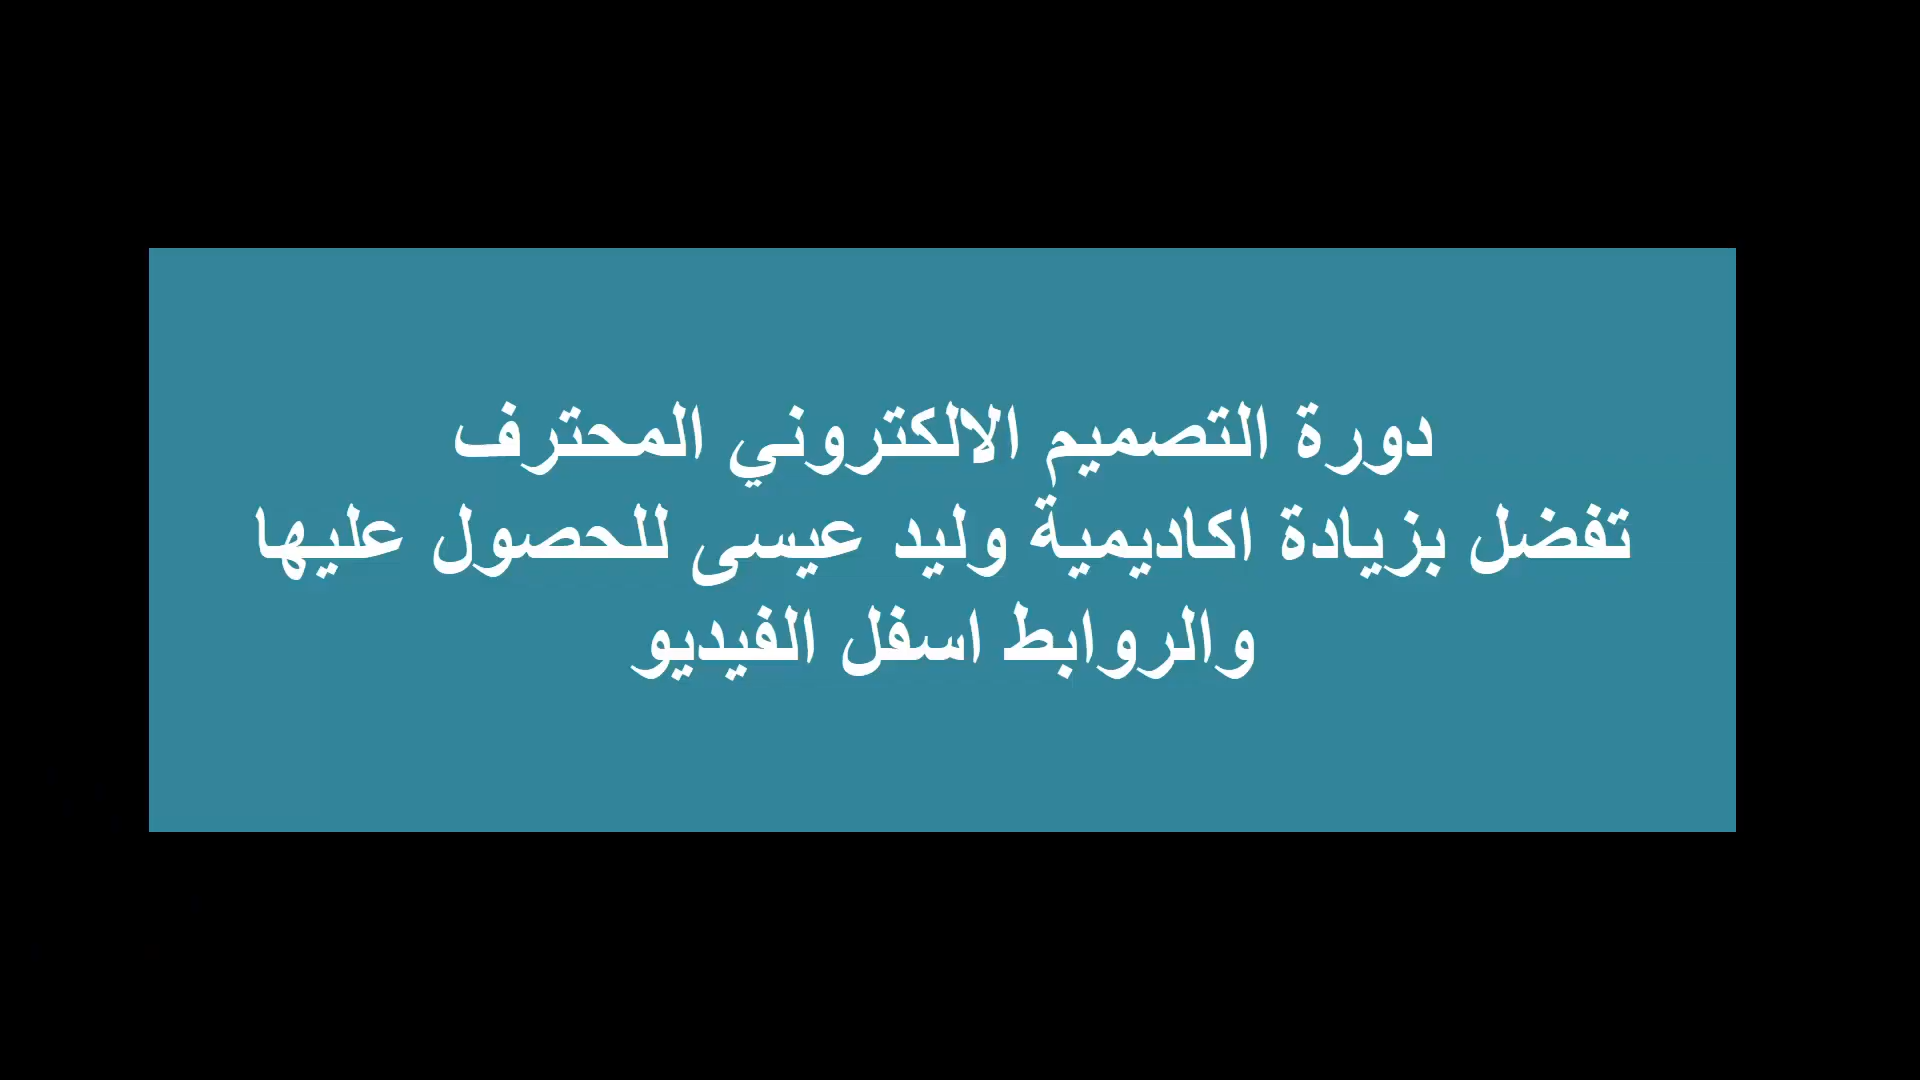 دورة التصميم الالكتروني المحترف
تفضل بزيادة اكاديمية وليد عيسى للحصول عليها
والروابط اسفل الفيديو